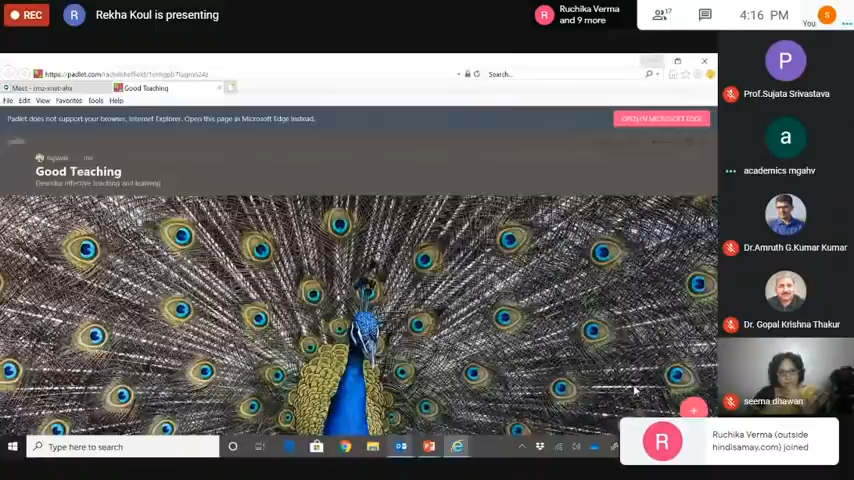 REC
R
Rekha Koul is presenting
R
Ruchika Verma
and 9 more
17
4:16 PM
You
S
Search...
Good Teaching
File Edit View Favorites Tools Help
Padlet does not support your browser, Internet Explorer. Open this page in Microsoft Edge instead.
OPEN IN MICROSOFT EDGE
Good Teaching
Describe effective teaching and learning
P
Prof.Sujata Srivastava
a
academics mgahv
Dr.Amruth G.Kumar Kumar
Dr. Gopal Krishna Thakur
seema dhawan
R
Ruchika Verma (outside
hindisamay.com) joined
Type here to search